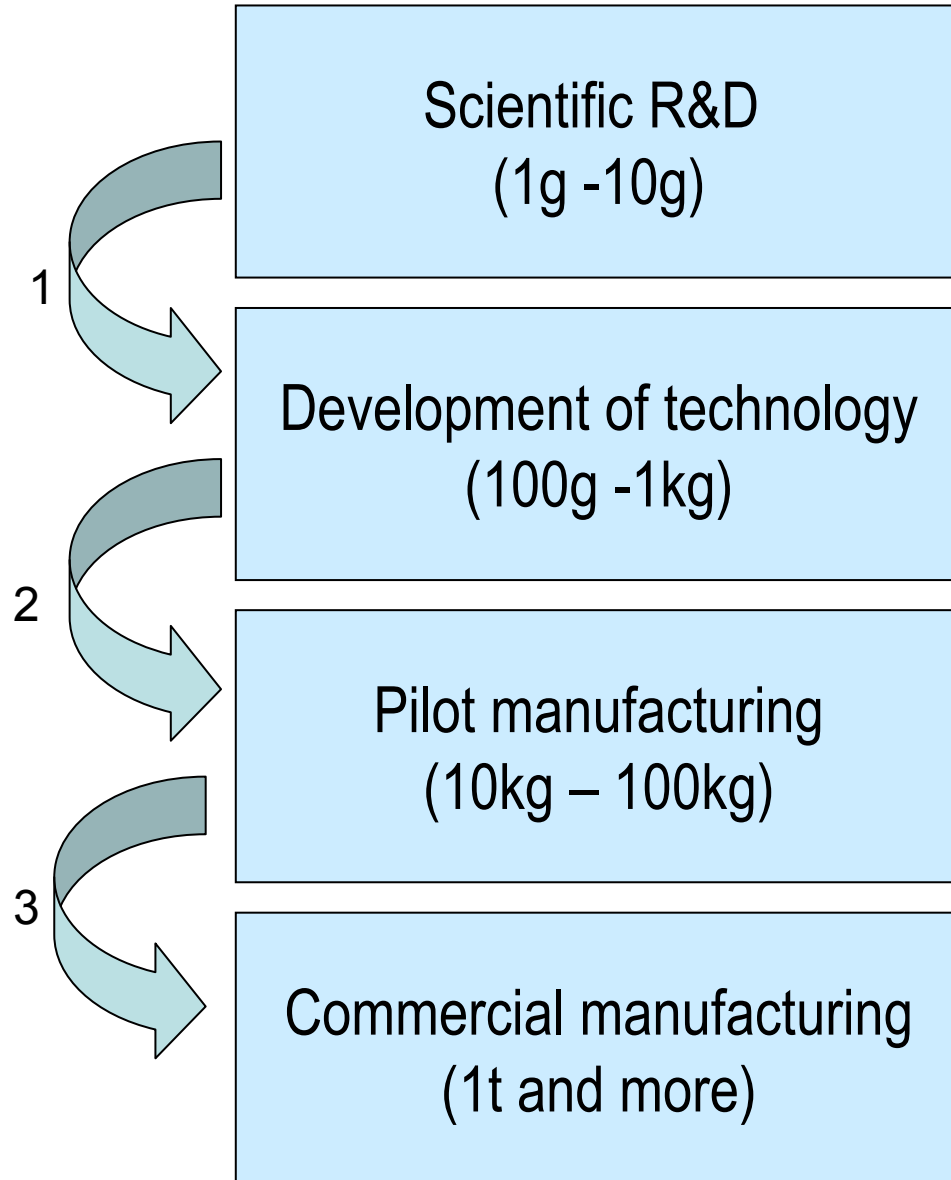 Scientific R&D
(1g -10g)
1
Development of technology
(100g -1kg)
2
Pilot manufacturing
(10kg – 100kg)
3
Commercial manufacturing
(1t and more)